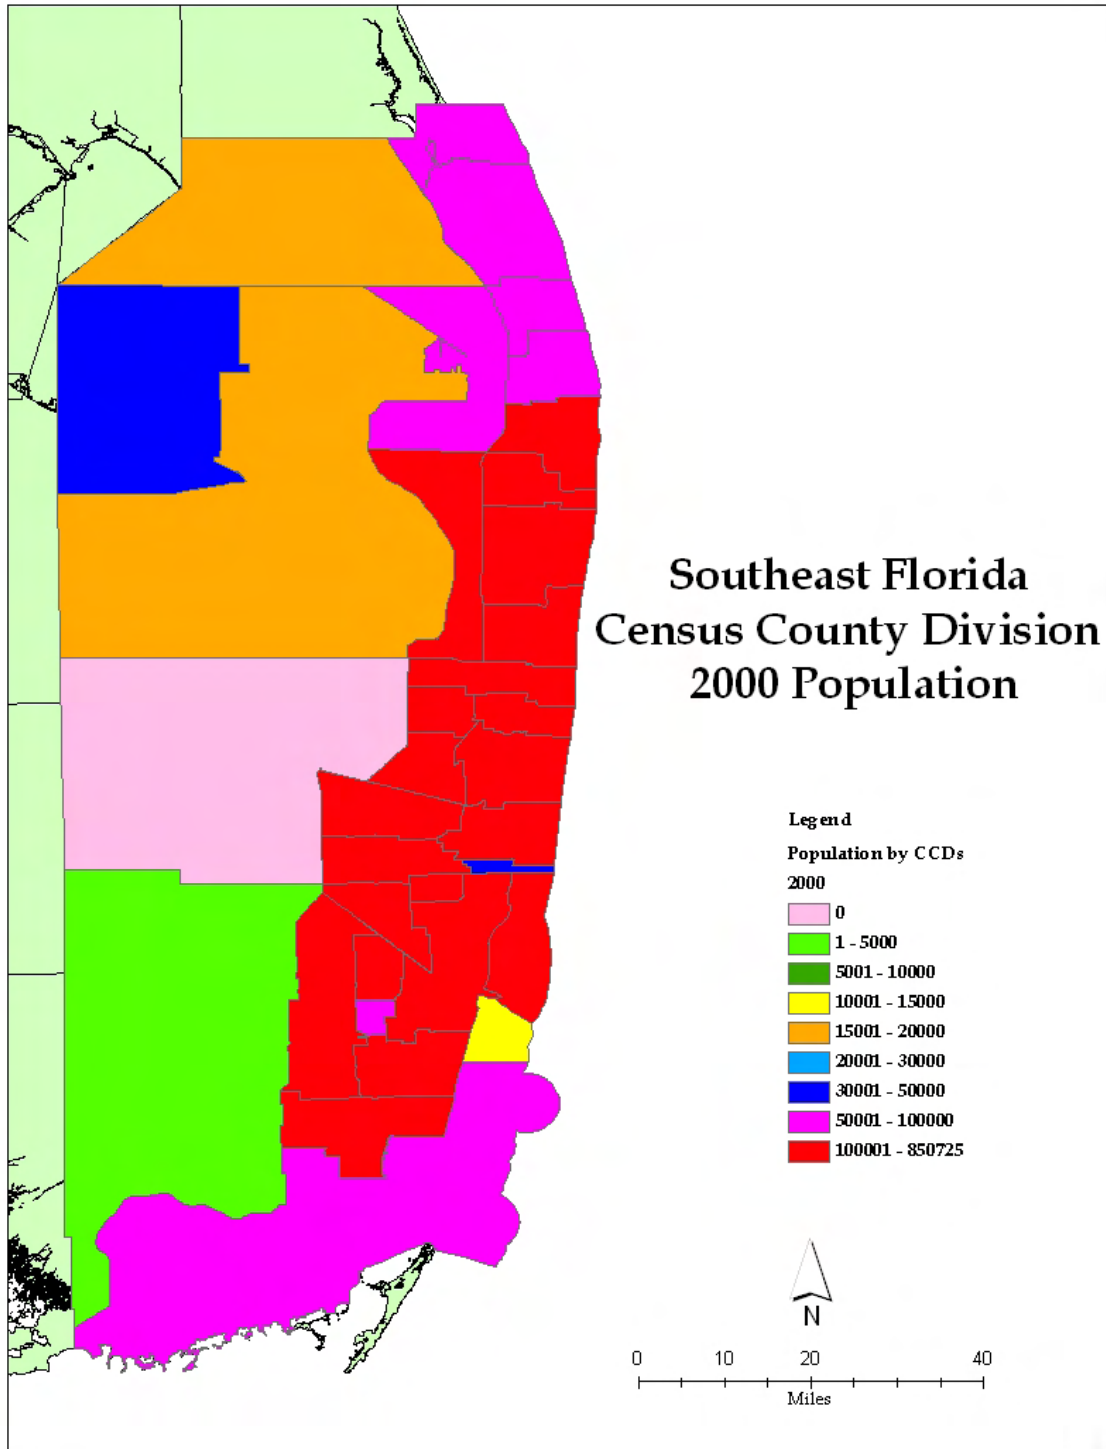 Southeast Florida
Census County Division
2000 Population
Legend
Population by CCDs
2000
0
1 - 5000
5001 - 10000
10001 - 15000
15001 - 20000
20001 - 30000
30001 - 50000
50001 - 100000
100001 - 850725
N
0 10 20 40
Miles